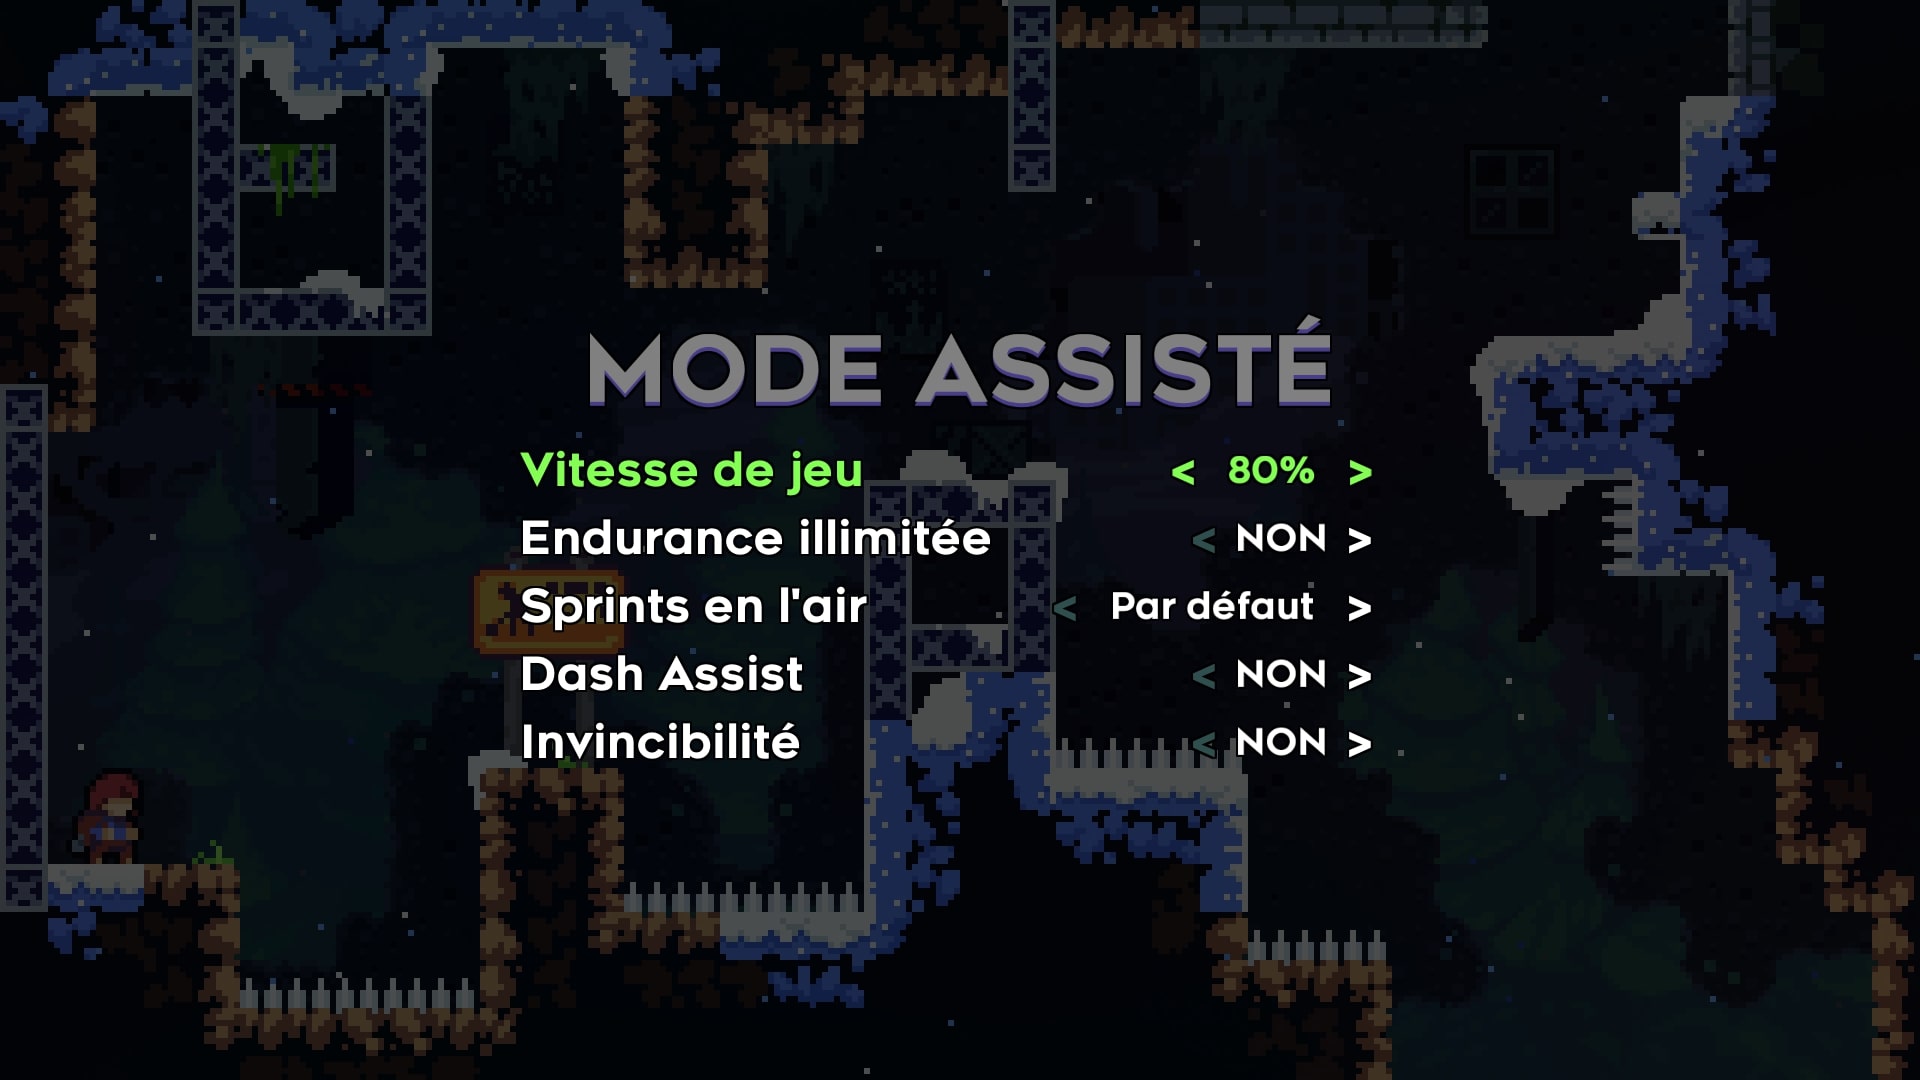 MODE ASSISTÉ
Vitesse de jeu < 80% >
Endurance illimitée < NON >
Sprints en l'air < Par défaut >
Dash Assist < NON >
Invincibilité < NON >